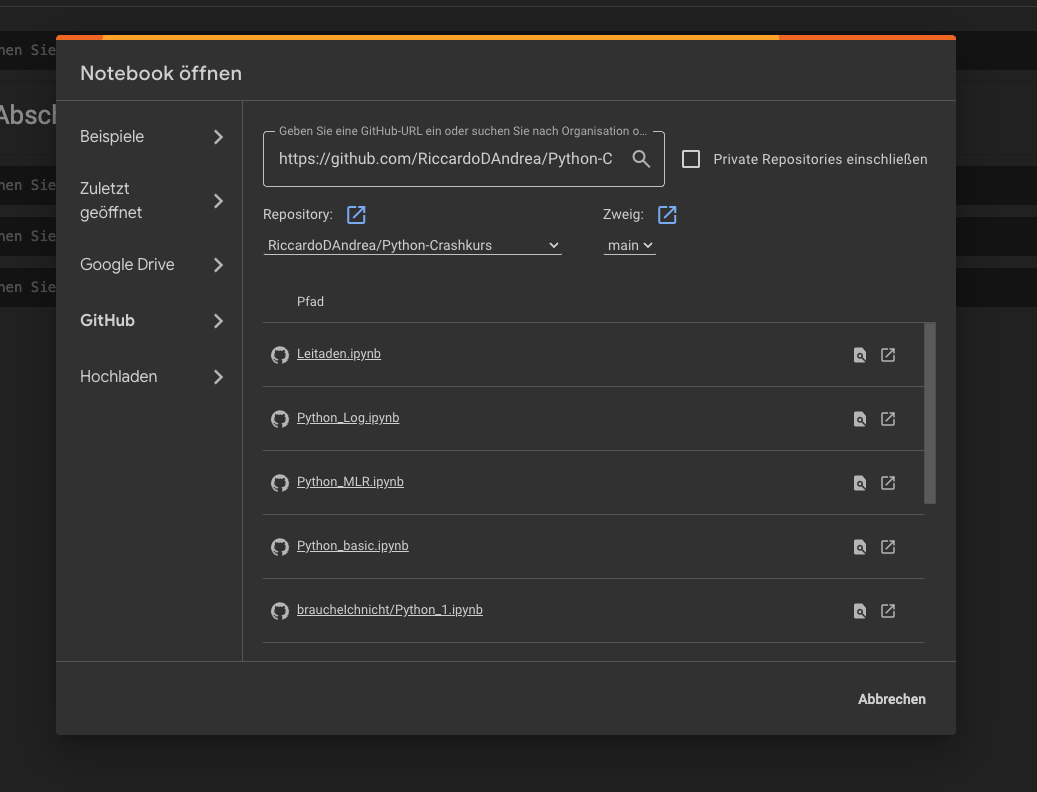 nen Sie
Notebook öffnen
Absch
Beispiele
Zuletzt
geöffnet
Google Drive
GitHub
Hochladen
Geben Sie eine GitHub-URL ein oder suchen Sie nach Organisation o...
https://github.com/RiccardoDAndrea/Python-C
Private Repositories einschließen
Repository:
Zweig:
RiccardoDAndrea/Python-Crashkurs
main
nen Sie
nen Sie
nen Sie
Pfad
Leitaden.ipynb
Python_Log.ipynb
Python_MLR.ipynb
Python_basic.ipynb
brauchelchnicht/Python_1.ipynb
Abbrechen